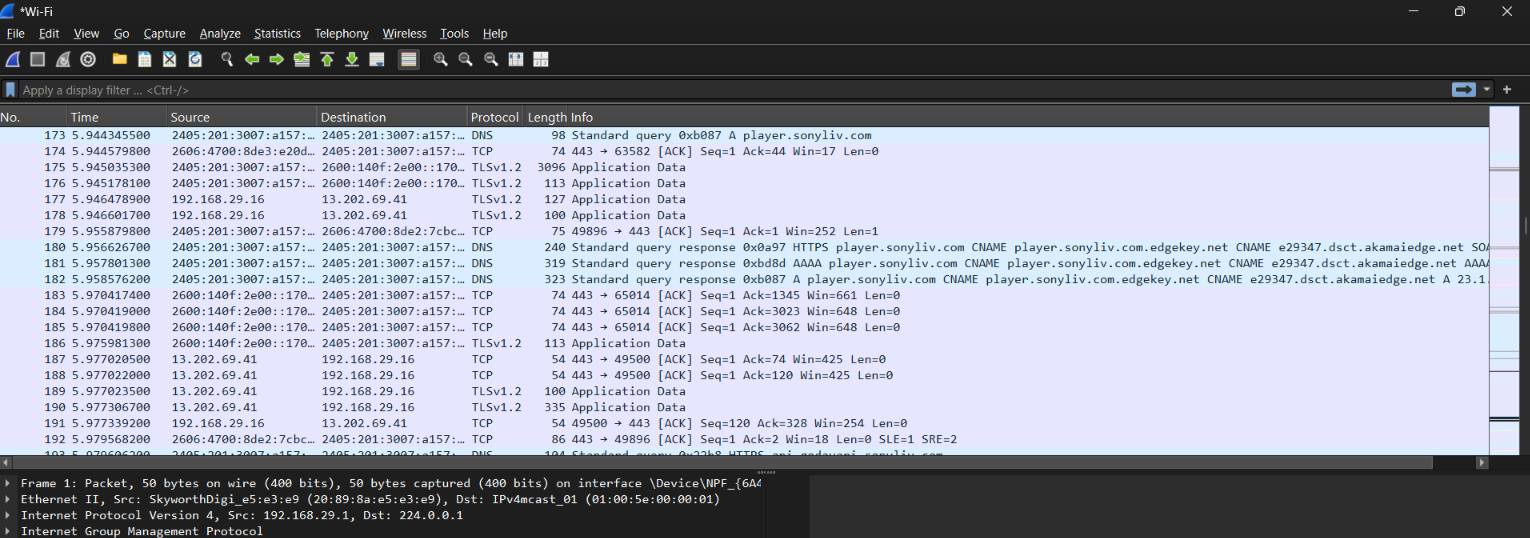 *Wi-Fi
File Edit View Go Capture Analyze Statistics Telephony Wireless Tools Help
Apply a display filter ... <Ctrl-/>
No. Time Source Destination Protocol Length Info
173 5.944345500 2405:201:3007:a157:… 2405:201:3007:a157:… DNS 98 Standard query 0xb087 A player.sonyliv.com
174 5.944579800 2606:4700:8de3:e20d… 2405:201:3007:a157:… TCP 74 443 → 63582 [ACK] Seq=1 Ack=44 Win=17 Len=0
175 5.945035300 2405:201:3007:a157:… 2600:140f:2e00::170… TLSv1.2 3096 Application Data
176 5.945178100 2405:201:3007:a157:… 2600:140f:2e00::170… TLSv1.2 113 Application Data
177 5.946478900 192.168.29.16 13.202.69.41 TLSv1.2 127 Application Data
178 5.946601700 192.168.29.16 13.202.69.41 TLSv1.2 100 Application Data
179 5.955879800 2405:201:3007:a157:… 2606:4700:8de2:7cbc… TCP 75 49896 → 443 [ACK] Seq=1 Ack=1 Win=252 Len=1
180 5.956626700 2405:201:3007:a157:… 2405:201:3007:a157:… DNS 240 Standard query response 0x0a97 HTTPS player.sonyliv.com CNAME player.sonyliv.com.edgekey.net CNAME e29347.dsct.akamaiedge.net SOA
181 5.957801300 2405:201:3007:a157:… 2405:201:3007:a157:… DNS 319 Standard query response 0xbd8d AAAA player.sonyliv.com CNAME player.sonyliv.com.edgekey.net CNAME e29347.dsct.akamaiedge.net AAAA
182 5.958576200 2405:201:3007:a157:… 2405:201:3007:a157:… DNS 323 Standard query response 0xb087 A player.sonyliv.com CNAME player.sonyliv.com.edgekey.net CNAME e29347.dsct.akamaiedge.net A 23.1.
183 5.970417400 2600:140f:2e00::170… 2405:201:3007:a157:… TCP 74 443 → 65014 [ACK] Seq=1 Ack=1345 Win=661 Len=0
184 5.970419000 2600:140f:2e00::170… 2405:201:3007:a157:… TCP 74 443 → 65014 [ACK] Seq=1 Ack=3023 Win=648 Len=0
185 5.970419800 2600:140f:2e00::170… 2405:201:3007:a157:… TCP 74 443 → 65014 [ACK] Seq=1 Ack=3062 Win=648 Len=0
186 5.975981300 2600:140f:2e00::170… 2405:201:3007:a157:… TLSv1.2 113 Application Data
187 5.977020500 13.202.69.41 192.168.29.16 TCP 54 443 → 49500 [ACK] Seq=1 Ack=74 Win=425 Len=0
188 5.977022000 13.202.69.41 192.168.29.16 TCP 54 443 → 49500 [ACK] Seq=1 Ack=120 Win=425 Len=0
189 5.977023500 13.202.69.41 192.168.29.16 TLSv1.2 100 Application Data
190 5.977306700 13.202.69.41 192.168.29.16 TLSv1.2 335 Application Data
191 5.977339200 192.168.29.16 13.202.69.41 TCP 54 49500 → 443 [ACK] Seq=120 Ack=328 Win=254 Len=0
192 5.979568200 2606:4700:8de2:7cbc… 2405:201:3007:a157:… TCP 86 443 → 49896 [ACK] Seq=1 Ack=2 Win=18 Len=0 SLE=1 SRE=2
Frame 1: Packet, 50 bytes on wire (400 bits), 50 bytes captured (400 bits) on interface \Device\NPF_{6A4
Ethernet II, Src: SkyworthDigi_e5:e3:e9 (20:89:8a:e5:e3:e9), Dst: IPv4mcast_01 (01:00:5e:00:00:01)
Internet Protocol Version 4, Src: 192.168.29.1, Dst: 224.0.0.1
Internet Group Management Protocol